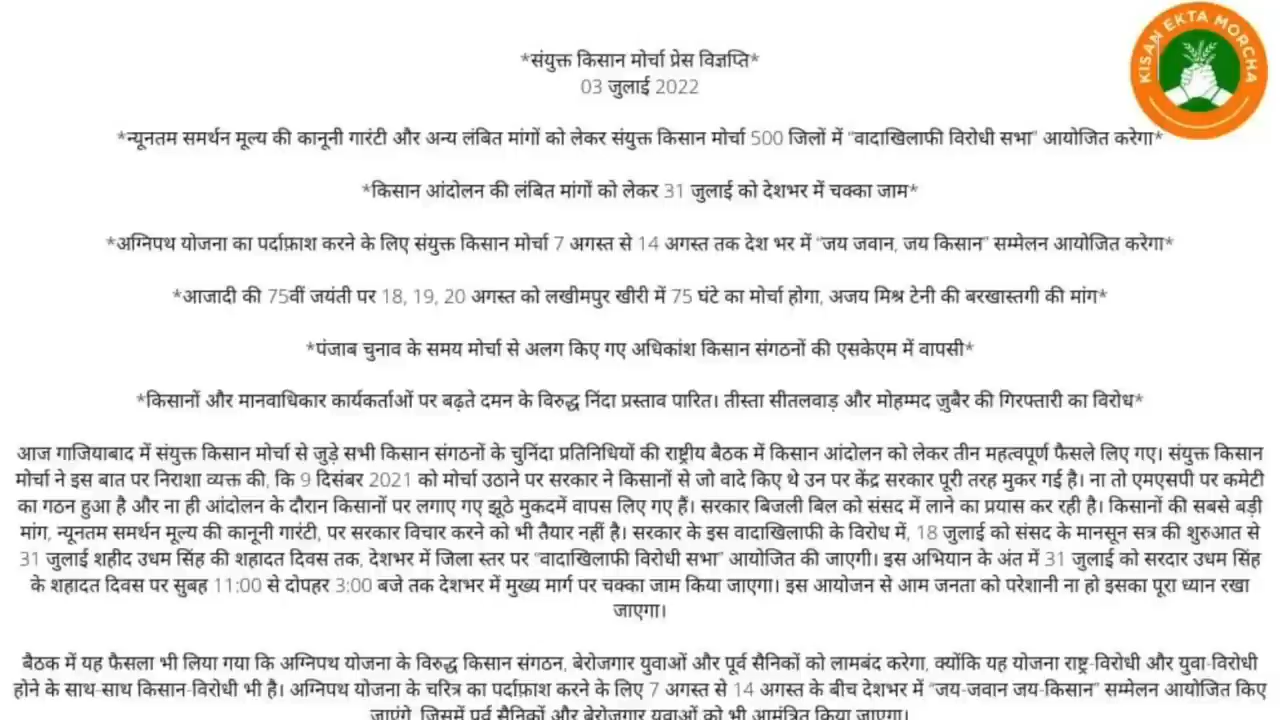 KISAN EKTA MORCHA
*संयुक्त किसान मोर्चा प्रेस विज्ञप्ति*
03 जुलाई 2022
*न्यूनतम समर्थन मूल्य की कानूनी गारंटी और अन्य लंबित मांगों को लेकर संयुक्त किसान मोर्चा 500 जिलों में "वादाखिलाफी विरोधी सभा" आयोजित करेगा*
*किसान आंदोलन की लंबित मांगों को लेकर 31 जुलाई को देशभर में चक्का जाम*
*अग्निपथ योजना का पर्दाफ़ाश करने के लिए संयुक्त किसान मोर्चा 7 अगस्त से 14 अगस्त तक देश भर में "जय जवान, जय किसान" सम्मेलन आयोजित करेगा*
*आजादी की 75वीं जयंती पर 18, 19, 20 अगस्त को लखीमपुर खीरी में 75 घंटे का मोर्चा होगा, अजय मिश्र टेनी की बरखास्तगी की मांग*
*पंजाब चुनाव के समय मोर्चा से अलग किए गए अधिकांश किसान संगठनों की एसकेएम में वापसी*
*किसानों और मानवाधिकार कार्यकर्ताओं पर बढ़ते दमन के विरुद्ध निंदा प्रस्ताव पारित। तीस्ता सीतलवाड़ और मोहम्मद ज़ुबैर की गिरफ्तारी का विरोध*
आज गाजियाबाद में संयुक्त किसान मोर्चा से जुड़े सभी किसान संगठनों के चुनिंदा प्रतिनिधियों की राष्ट्रीय बैठक में किसान आंदोलन को लेकर तीन महत्वपूर्ण फैसले लिए गए। संयुक्त किसान
मोर्चा ने इस बात पर निराशा व्यक्त की, कि 9 दिसंबर 2021 को मोर्चा उठाने पर सरकार ने किसानों से जो वादे किए थे उन पर केंद्र सरकार पूरी तरह मुकर गई है। ना तो एमएसपी पर कमेटी
का गठन हुआ है और ना ही आंदोलन के दौरान किसानों पर लगाए गए झूठे मुकदमें वापस लिए गए हैं। सरकार बिजली बिल को संसद में लाने का प्रयास कर रही है। किसानों की सबसे बड़ी
मांग, न्यूनतम समर्थन मूल्य की कानूनी गारंटी, पर सरकार विचार करने को भी तैयार नहीं है। सरकार के इस वादाखिलाफी के विरोध में, 18 जुलाई को संसद के मानसून सत्र की शुरुआत से
31 जुलाई शहीद उधम सिंह की शहादत दिवस तक, देशभर में जिला स्तर पर "वादाखिलाफी विरोधी सभा" आयोजित की जाएगी। इस अभियान के अंत में 31 जुलाई को सरदार उधम सिंह
के शहादत दिवस पर सुबह 11:00 से दोपहर 3:00 बजे तक देशभर में मुख्य मार्ग पर चक्का जाम किया जाएगा। इस आयोजन से आम जनता को परेशानी ना हो इसका पूरा ध्यान रखा
जाएगा।
बैठक में यह फैसला भी लिया गया कि अग्निपथ योजना के विरुद्ध किसान संगठन, बेरोजगार युवाओं और पूर्व सैनिकों को लामबंद करेगा, क्योंकि यह योजना राष्ट्र-विरोधी और युवा-विरोधी
होने के साथ-साथ किसान-विरोधी भी है। अग्निपथ योजना के चरित्र का पर्दाफ़ाश करने के लिए 7 अगस्त से 14 अगस्त के बीच देशभर में "जय-जवान जय-किसान" सम्मेलन आयोजित किए
जाएंगे, जिसमें पूर्व सैनिकों और बेरोजगार युवाओं को भी आमंत्रित किया जाएगा।